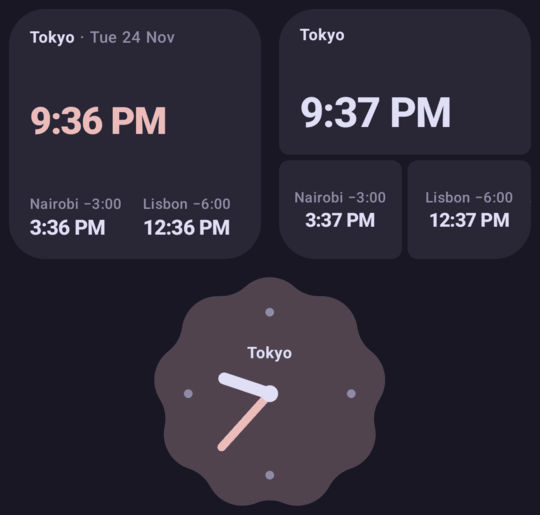 Tokyo · Tue 24 Nov
9:36 PM
Nairobi −3:00
3:36 PM
Lisbon −6:00
12:36 PM
Tokyo
9:37 PM
Nairobi −3:00
3:37 PM
Lisbon −6:00
12:37 PM
Tokyo